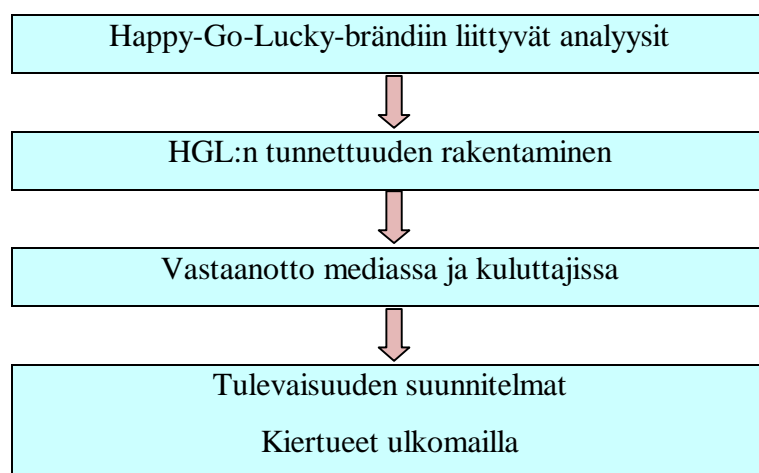 Happy-Go-Lucky-brändiin liittyvät analyysit
HGL:n tunnettuuden rakentaminen
Vastaanotto mediassa ja kuluttajissa
Tulevaisuuden suunnitelmat
Kiertueet ulkomailla